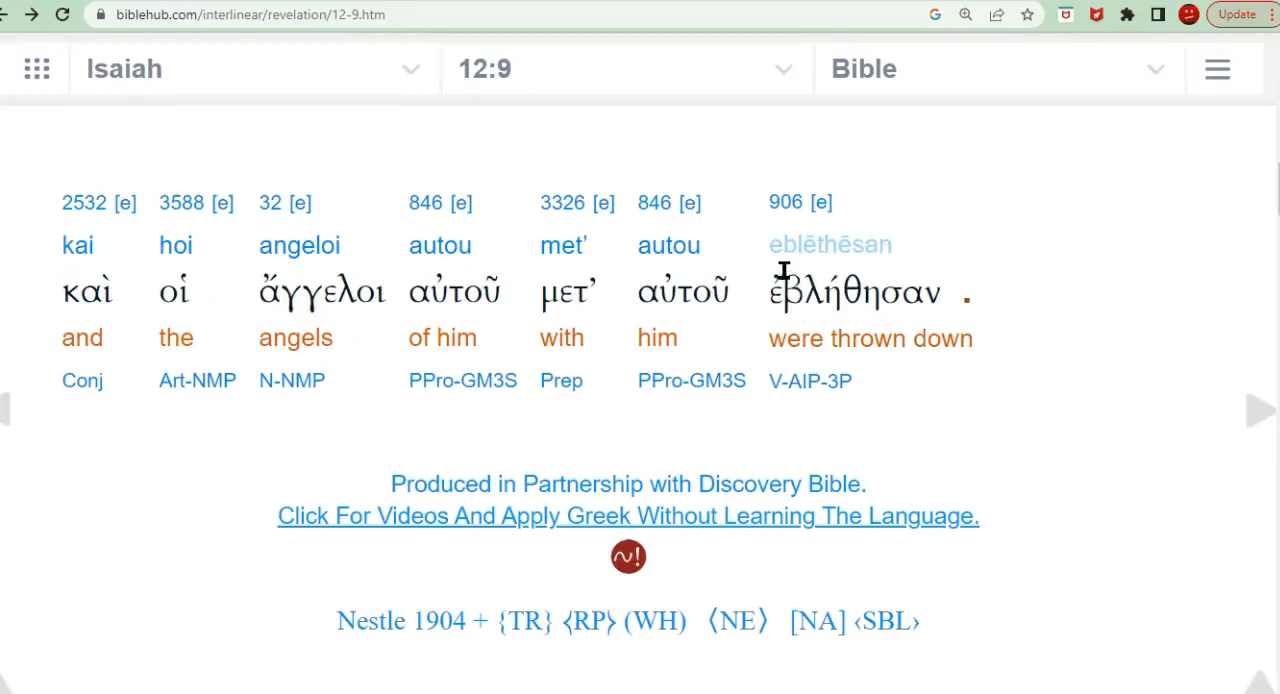 biblehub.com/interlinear/revelation/12-9.htm Update
Isaiah 12:9 Bible
2532 [e] 3588 [e] 32 [e] 846 [e] 3326 [e] 846 [e] 906 [e]
kai hoi angeloi autou met’ autou eblēthēsan
καὶ οἱ ἄγγελοι αὐτοῦ μετ’ αὐτοῦ ἐβλήθησαν .
and the angels of him with him were thrown down
Conj Art-NMP N-NMP PPro-GM3S Prep PPro-GM3S V-AIP-3P
Produced in Partnership with Discovery Bible.
Click For Videos And Apply Greek Without Learning The Language.
Nestle 1904 + {TR} ⧼RP⧽ (WH) 〈NE〉 [NA] ‹SBL›